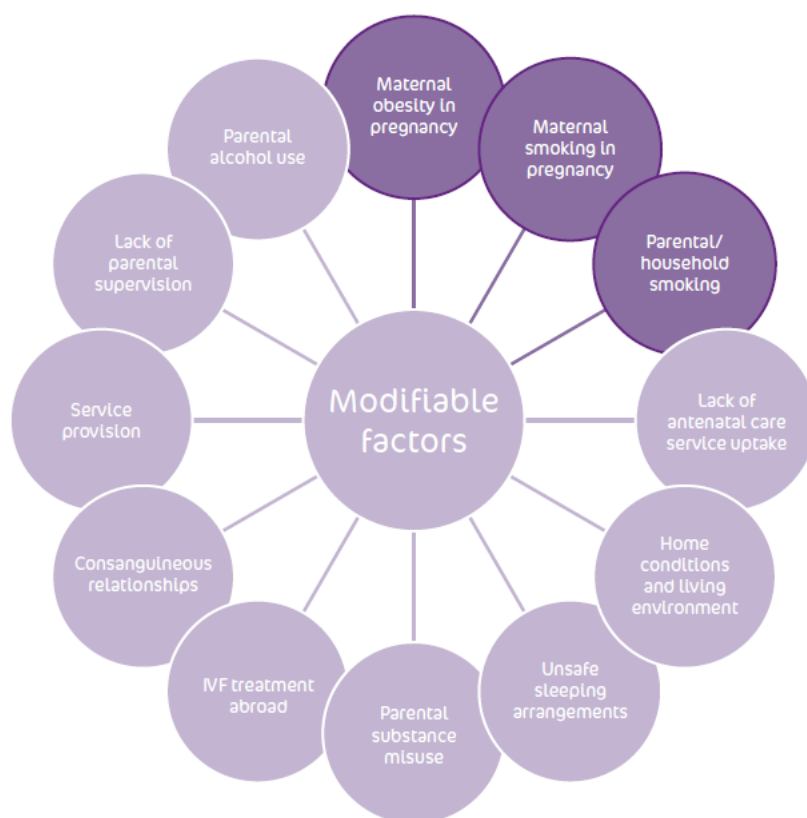 Maternal
obesity in
pregnancy
Maternal
smoking in
pregnancy
Parental/
household
smoking
Lack of
antenatal care
service uptake
Home
conditions
and living
environment
Unsafe
sleeping
arrangements
Parental
substance
misuse
IVF treatment
abroad
Consanguineous
relationships
Service
provision
Lack of
parental
supervision
Parental
alcohol use
Modifiable
factors